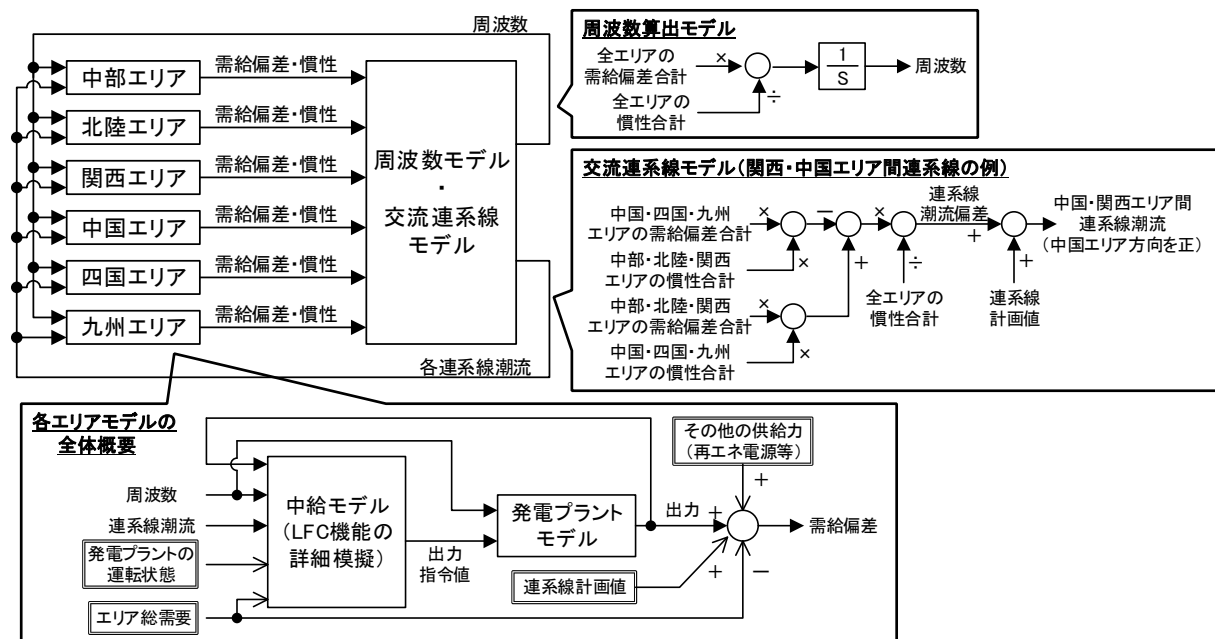 周波数
中部エリア
需給偏差・慣性
北陸エリア
需給偏差・慣性
関西エリア
需給偏差・慣性
中国エリア
需給偏差・慣性
四国エリア
需給偏差・慣性
九州エリア
需給偏差・慣性
周波数モデル
・
交流連系線
モデル
各連系線潮流
周波数算出モデル
全エリアの
需給偏差合計
×
全エリアの
慣性合計
÷
1
S
周波数
交流連系線モデル(関西・中国エリア間連系線の例)
中国・四国・九州
エリアの需給偏差合計
×
中部・北陸・関西
エリアの慣性合計
×
中部・北陸・関西
エリアの需給偏差合計
×
中国・四国・九州
エリアの慣性合計
×
−
+
×
÷
全エリアの
慣性合計
連系線
潮流偏差
+
+
連系線
計画値
中国・関西エリア間
連系線潮流
(中国エリア方向を正)
各エリアモデルの
全体概要
周波数
連系線潮流
発電プラントの
運転状態
エリア総需要
中給モデル
(LFC機能の
詳細模擬)
出力
指令値
発電プラント
モデル
出力
+
その他の供給力
(再エネ電源等)
+
連系線計画値
+
−
需給偏差